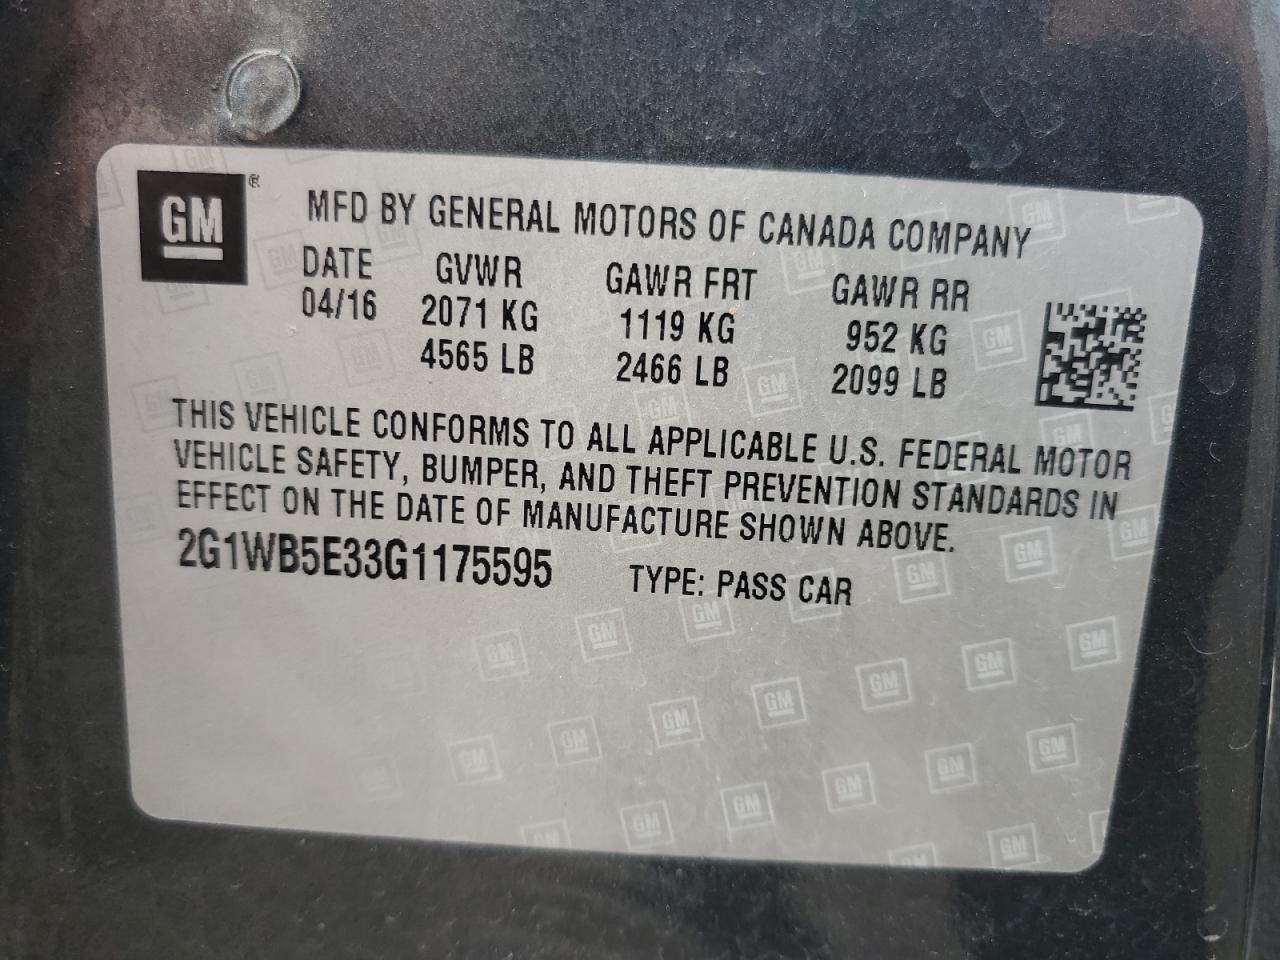 GM ®
MFD BY GENERAL MOTORS OF CANADA COMPANY
DATE GVWR GAWR FRT GAWR RR
04/16 2071 KG 1119 KG 952 KG
4565 LB 2466 LB 2099 LB
THIS VEHICLE CONFORMS TO ALL APPLICABLE U.S. FEDERAL MOTOR
VEHICLE SAFETY, BUMPER, AND THEFT PREVENTION STANDARDS IN
EFFECT ON THE DATE OF MANUFACTURE SHOWN ABOVE.
2G1WB5E33G1175595 TYPE: PASS CAR